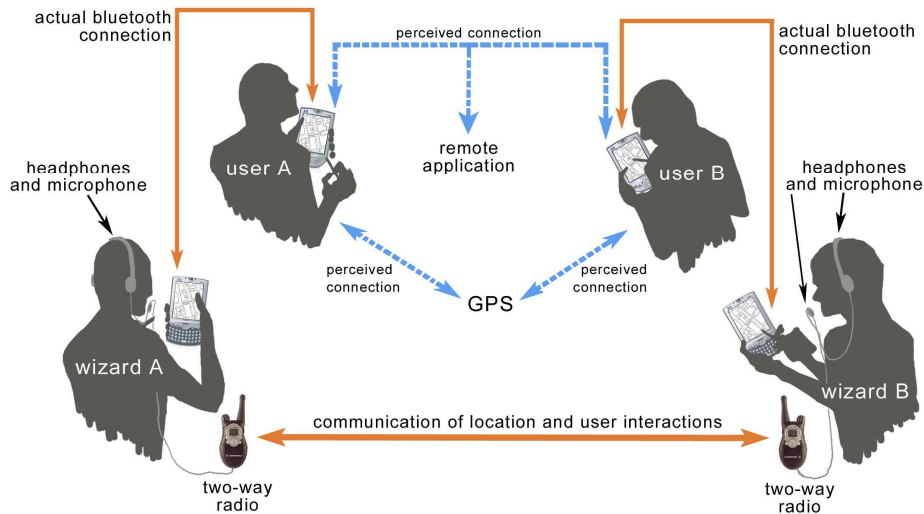 actual bluetooth
connection
perceived connection
actual bluetooth
connection
remote
application
user A
user B
headphones
and microphone
headphones
and microphone
perceived
connection
perceived
connection
GPS
wizard A
wizard B
communication of location and user interactions
two-way
radio
two-way
radio